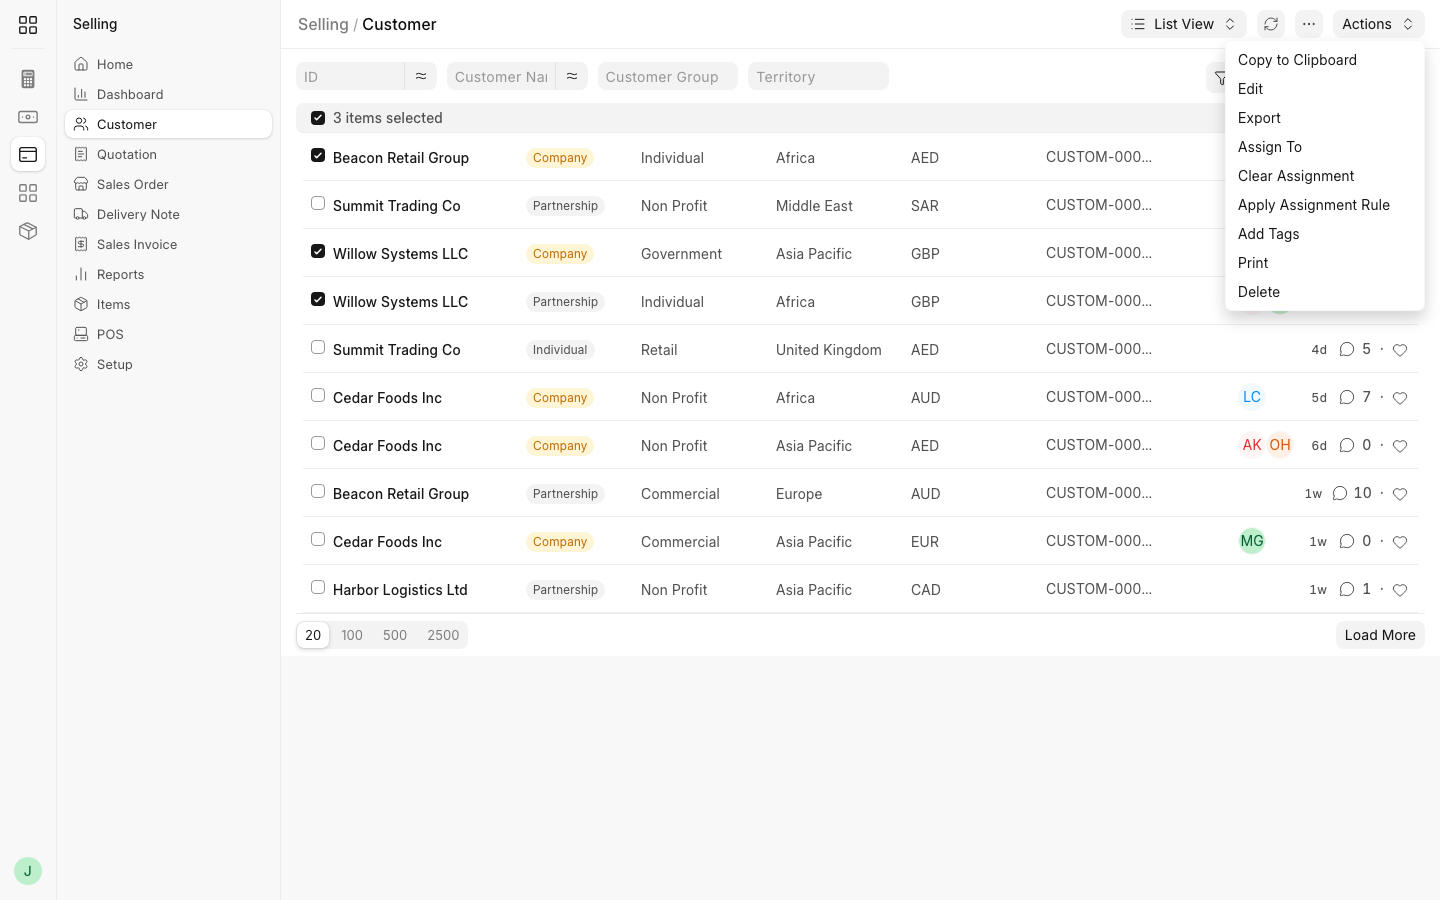 Selling
Home
Dashboard
Customer
Quotation
Sales Order
Delivery Note
Sales Invoice
Reports
Items
POS
Setup
J
Selling / Customer
List View
Actions
ID ≈
Customer Nar ≈
Customer Group
Territory
Copy to Clipboard
Edit
Export
Assign To
Clear Assignment
Apply Assignment Rule
Add Tags
Print
Delete
3 items selected
Beacon Retail Group Company Individual Africa AED CUSTOM-000...
Summit Trading Co Partnership Non Profit Middle East SAR CUSTOM-000...
Willow Systems LLC Company Government Asia Pacific GBP CUSTOM-000...
Willow Systems LLC Partnership Individual Africa GBP CUSTOM-000...
Summit Trading Co Individual Retail United Kingdom AED CUSTOM-000... 4d 5 ·
Cedar Foods Inc Company Non Profit Africa AUD CUSTOM-000... LC 5d 7 ·
Cedar Foods Inc Company Non Profit Asia Pacific AED CUSTOM-000... AK OH 6d 0 ·
Beacon Retail Group Partnership Commercial Europe AUD CUSTOM-000... 1w 10 ·
Cedar Foods Inc Company Commercial Asia Pacific EUR CUSTOM-000... MG 1w 0 ·
Harbor Logistics Ltd Partnership Non Profit Asia Pacific CAD CUSTOM-000... 1w 1 ·
20 100 500 2500
Load More